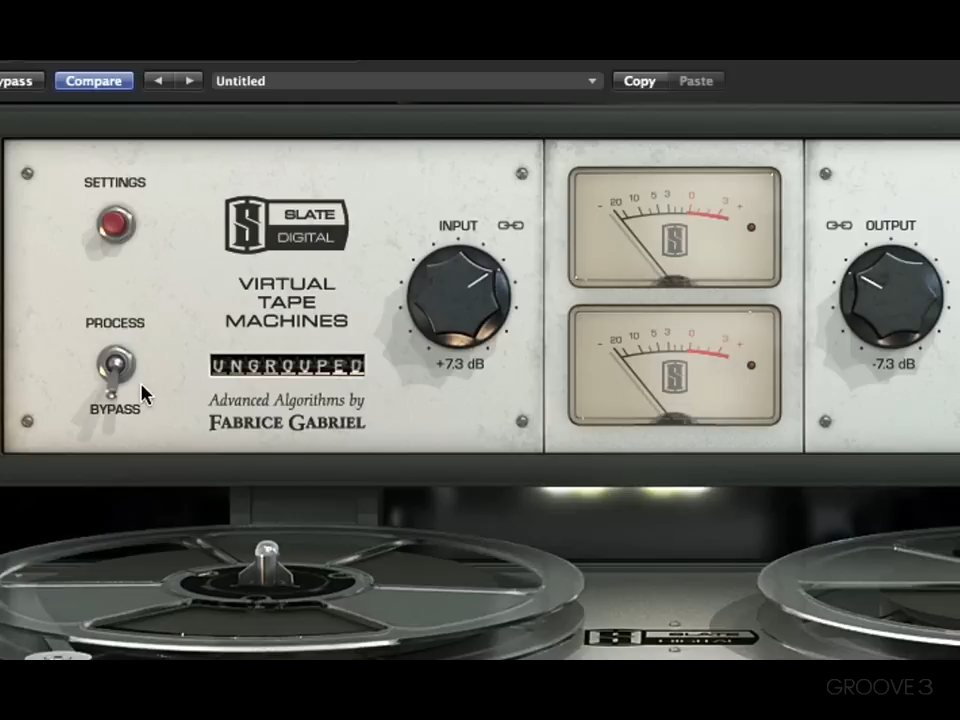 ypass Compare Untitled Copy Paste
SETTINGS
SLATE
DIGITAL
INPUT
OUTPUT
VIRTUAL
TAPE
MACHINES
PROCESS
BYPASS
UNGROUPED
Advanced Algorithms by
FABRICE GABRIEL
+7.3 dB
-7.3 dB
- 20 10 5 3 0 3 +
- 20 10 5 3 0 3 +
SLATE
DIGITAL
GROOVE3